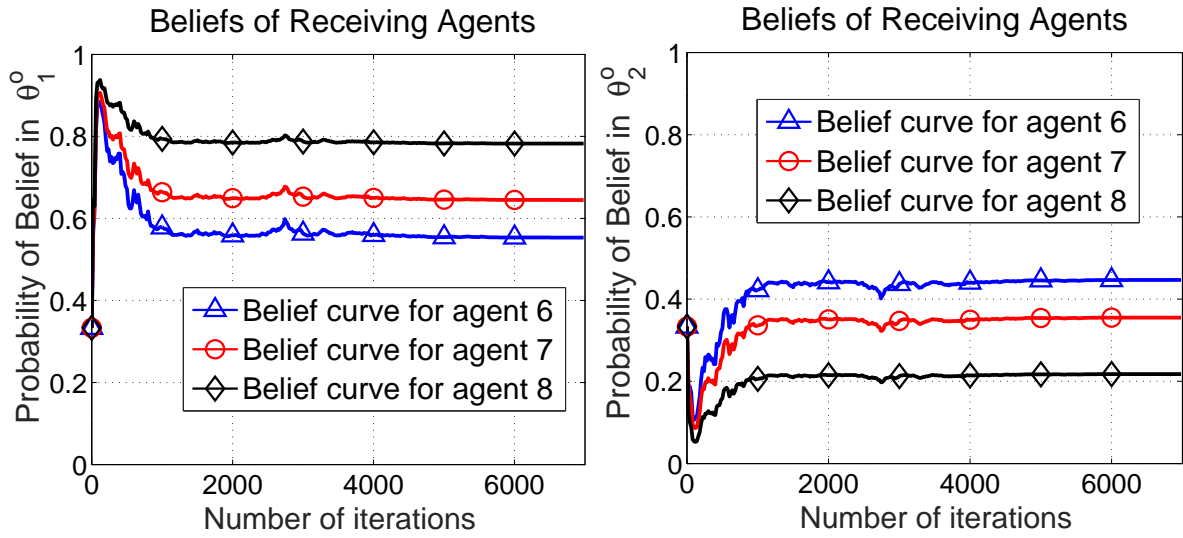 Beliefs of Receiving Agents
Probability of Belief in θ₁ᵒ
1
0.8
0.6
0.4
0.2
0
Belief curve for agent 6
Belief curve for agent 7
Belief curve for agent 8
0 2000 4000 6000
Number of iterations
Beliefs of Receiving Agents
Probability of Belief in θ₂ᵒ
1
0.8
0.6
0.4
0.2
0
Belief curve for agent 6
Belief curve for agent 7
Belief curve for agent 8
0 2000 4000 6000
Number of iterations